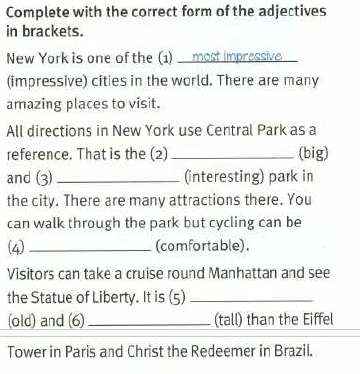 Complete with the correct form of the adjectives
in brackets.
New York is one of the (1) most impressive
(impressive) cities in the world. There are many
amazing places to visit.
All directions in New York use Central Park as a
reference. That is the (2) ____________ (big)
and (3) ____________ (interesting) park in
the city. There are many attractions there. You
can walk through the park but cycling can be
(4) ____________ (comfortable).
Visitors can take a cruise round Manhattan and see
the Statue of Liberty. It is (5) ____________
(old) and (6) ____________ (tall) than the Eiffel
Tower in Paris and Christ the Redeemer in Brazil.